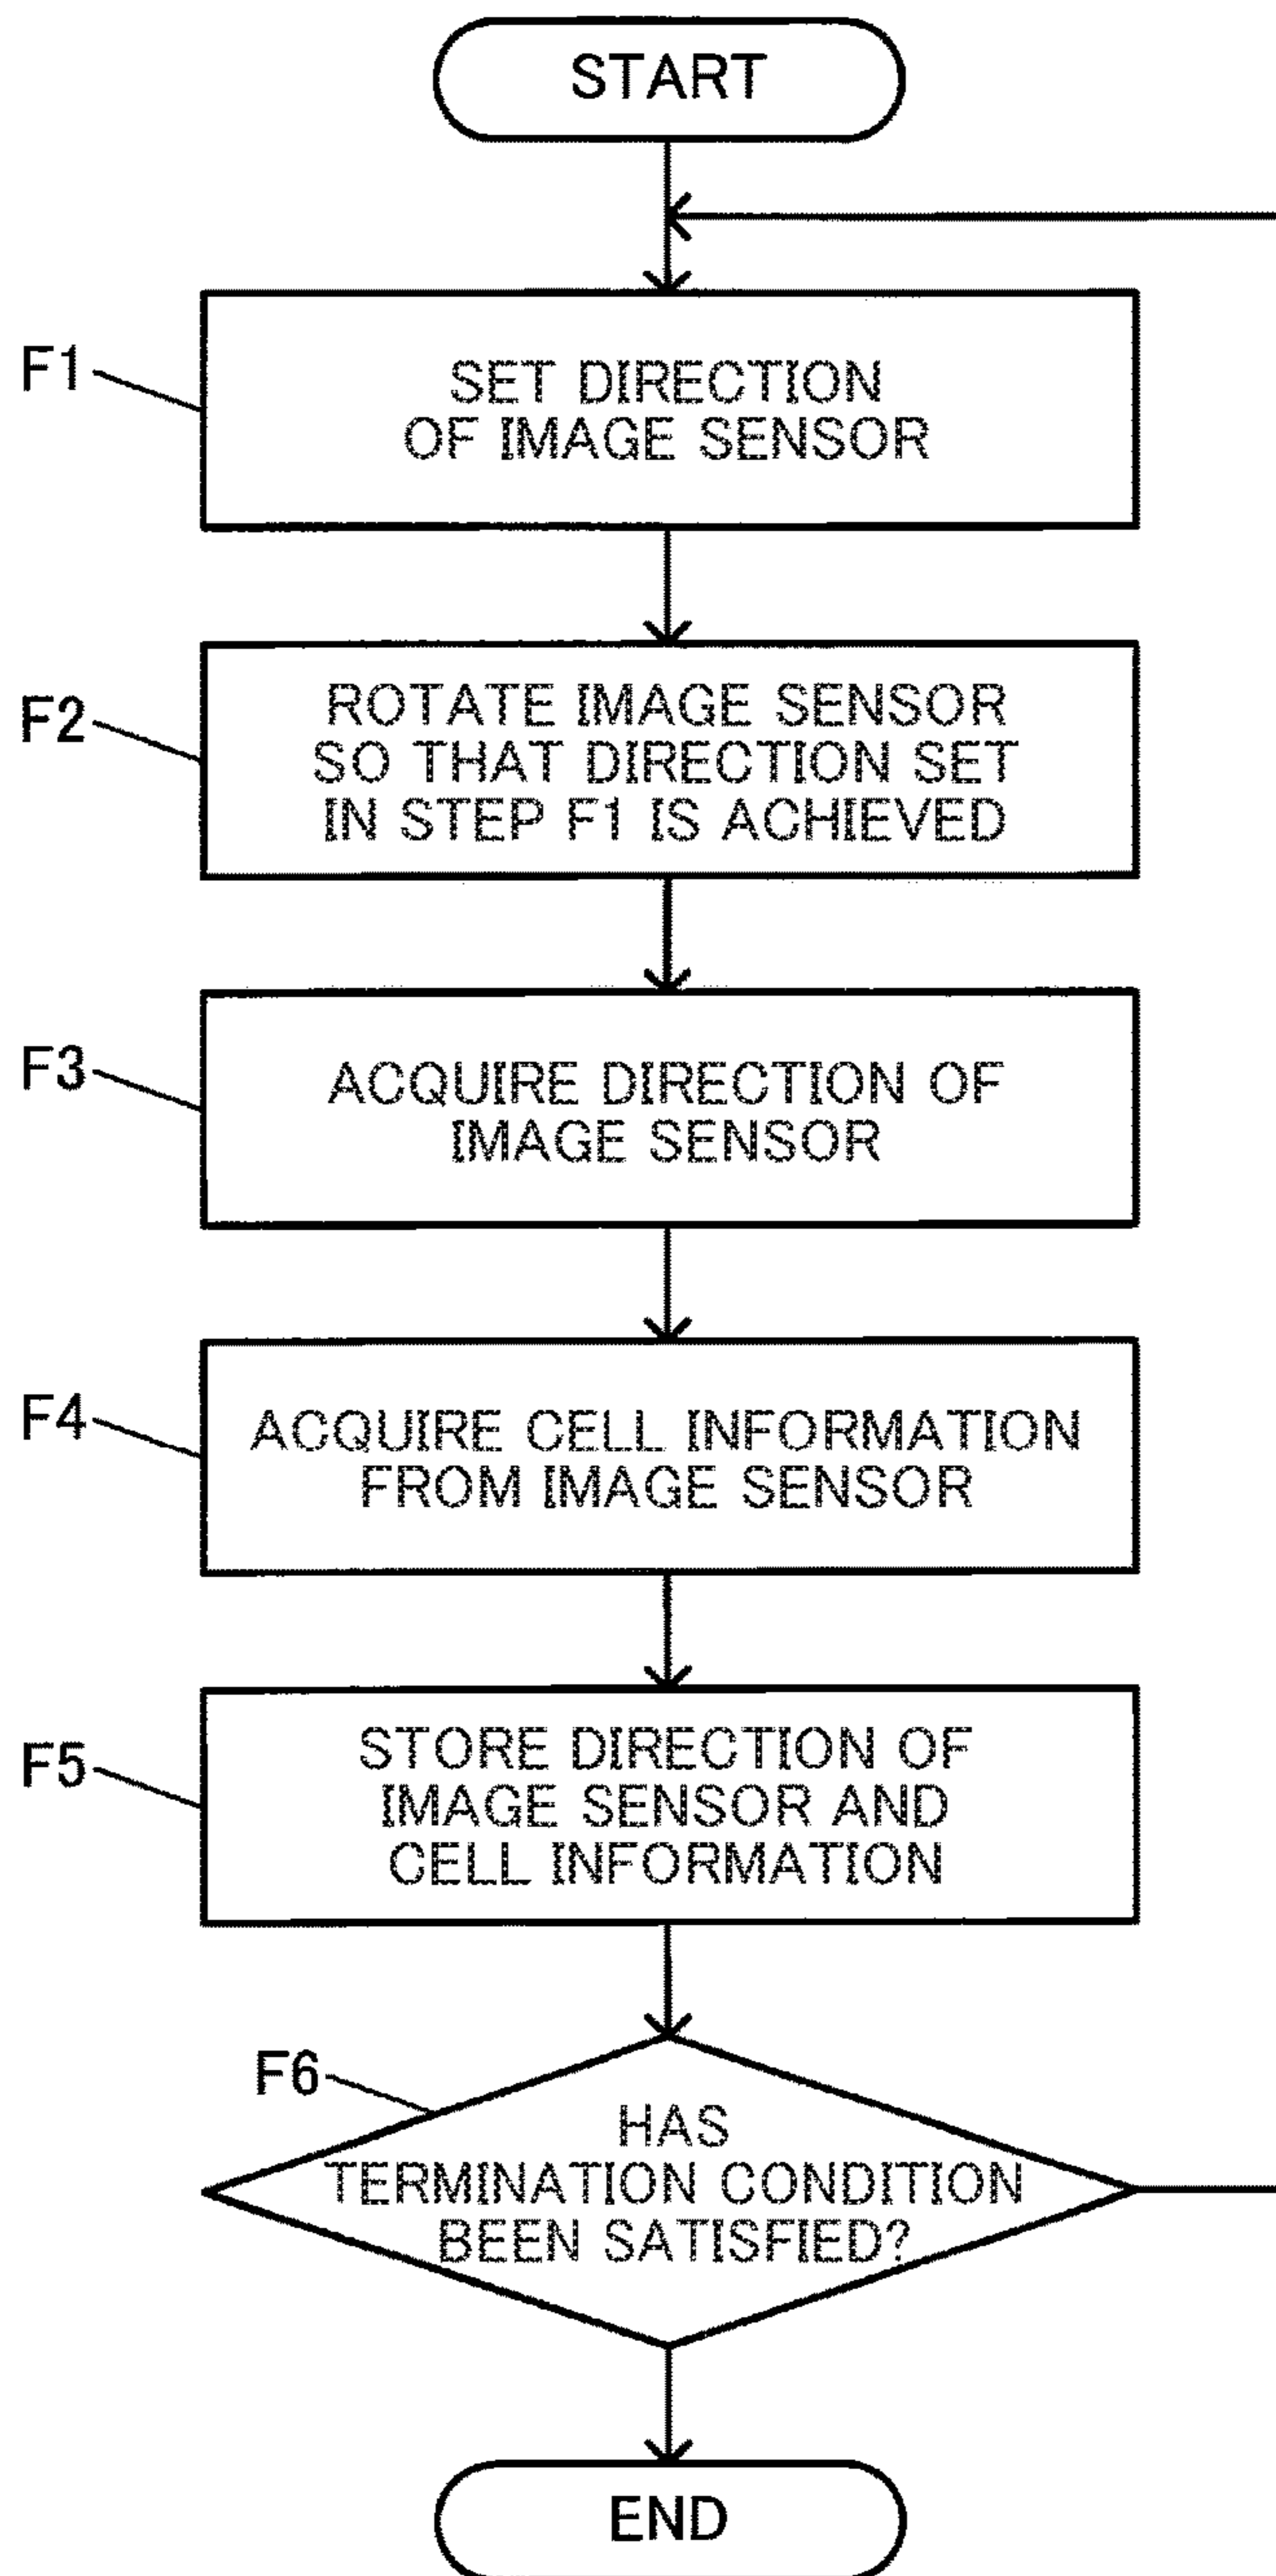 START
F1
SET DIRECTION
OF IMAGE SENSOR
F2
ROTATE IMAGE SENSOR
SO THAT DIRECTION SET
IN STEP F1 IS ACHIEVED
F3
ACQUIRE DIRECTION OF
IMAGE SENSOR
F4
ACQUIRE CELL INFORMATION
FROM IMAGE SENSOR
F5
STORE DIRECTION OF
IMAGE SENSOR AND
CELL INFORMATION
F6
HAS
TERMINATION CONDITION
BEEN SATISFIED?
END